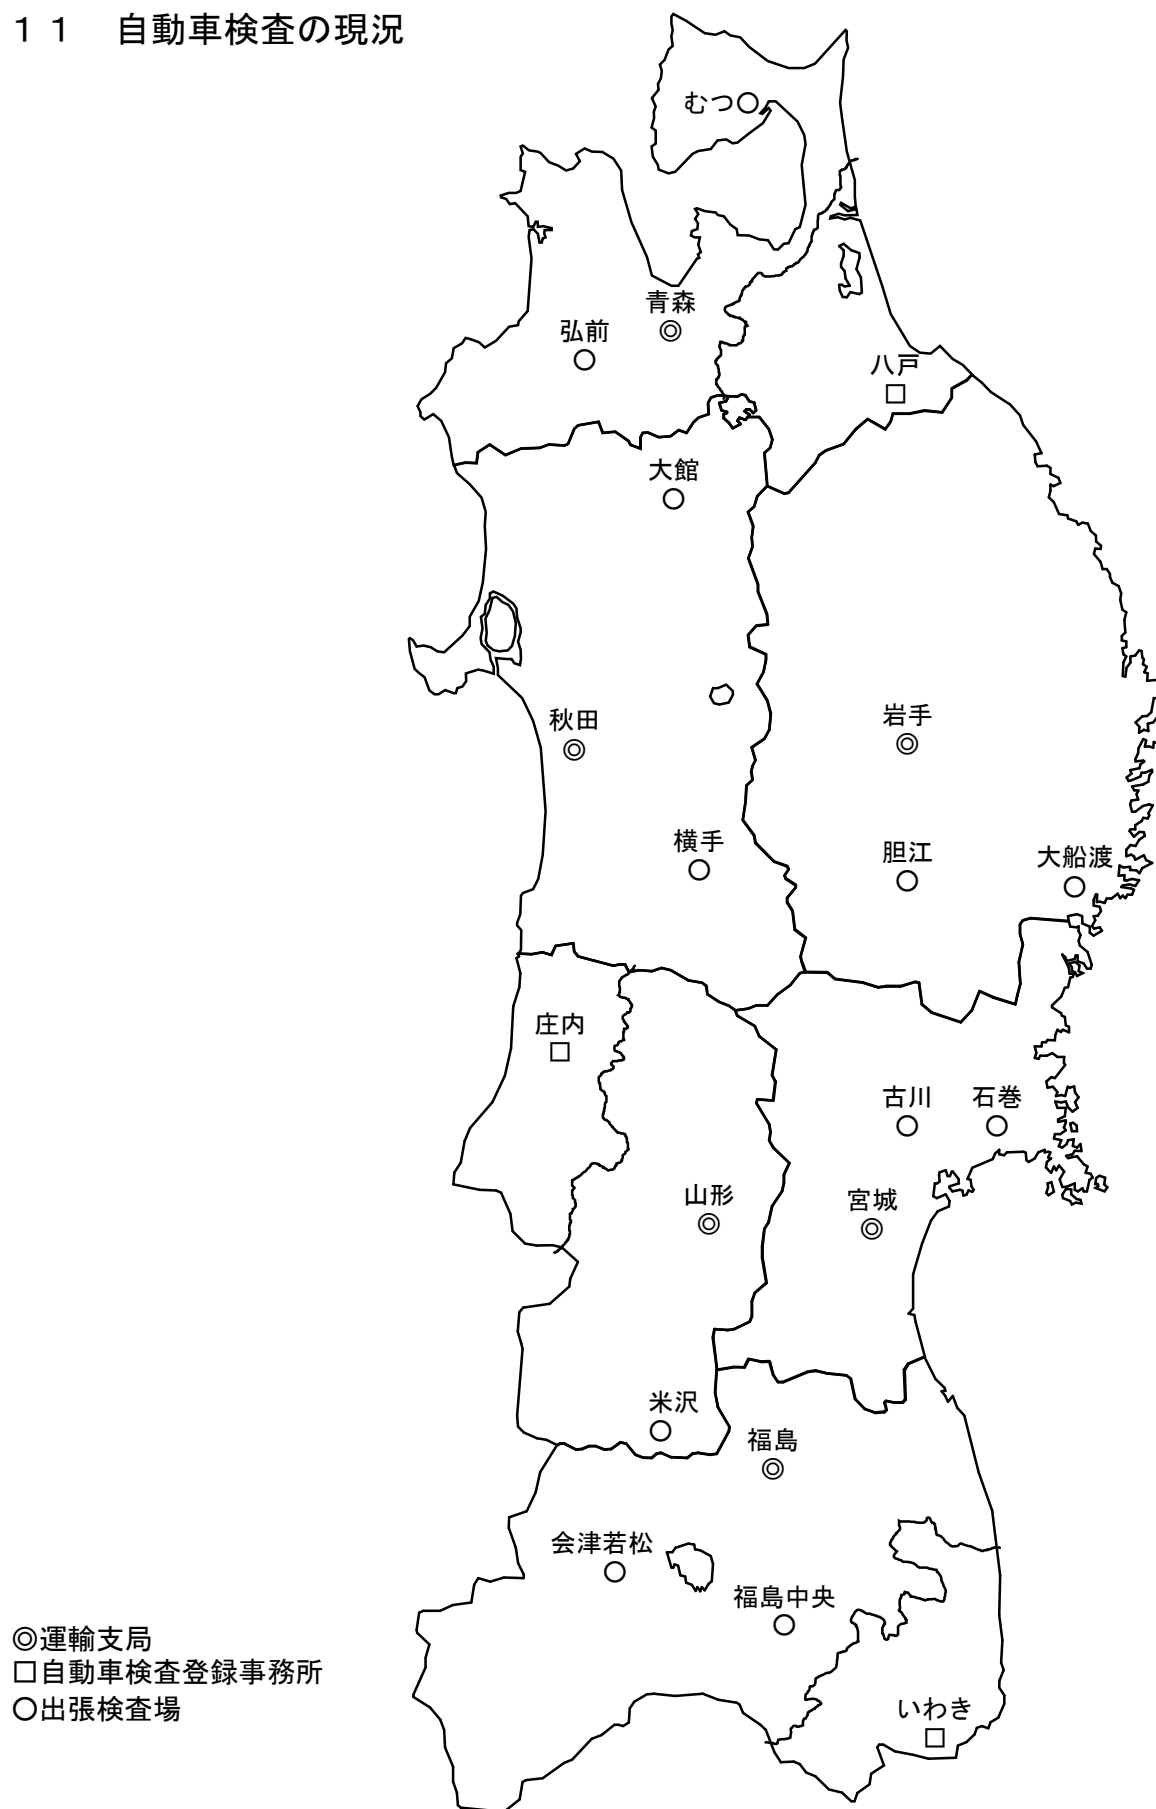 １１　自動車検査の現況
むつ○
青森
◎
弘前
○
八戸
□
大館
○
秋田
◎
岩手
◎
横手
○
胆江
○
大船渡
○
庄内
□
古川
○
石巻
○
山形
◎
宮城
◎
米沢
○
福島
◎
会津若松
○
福島中央
○
いわき
□
◎運輸支局
□自動車検査登録事務所
○出張検査場